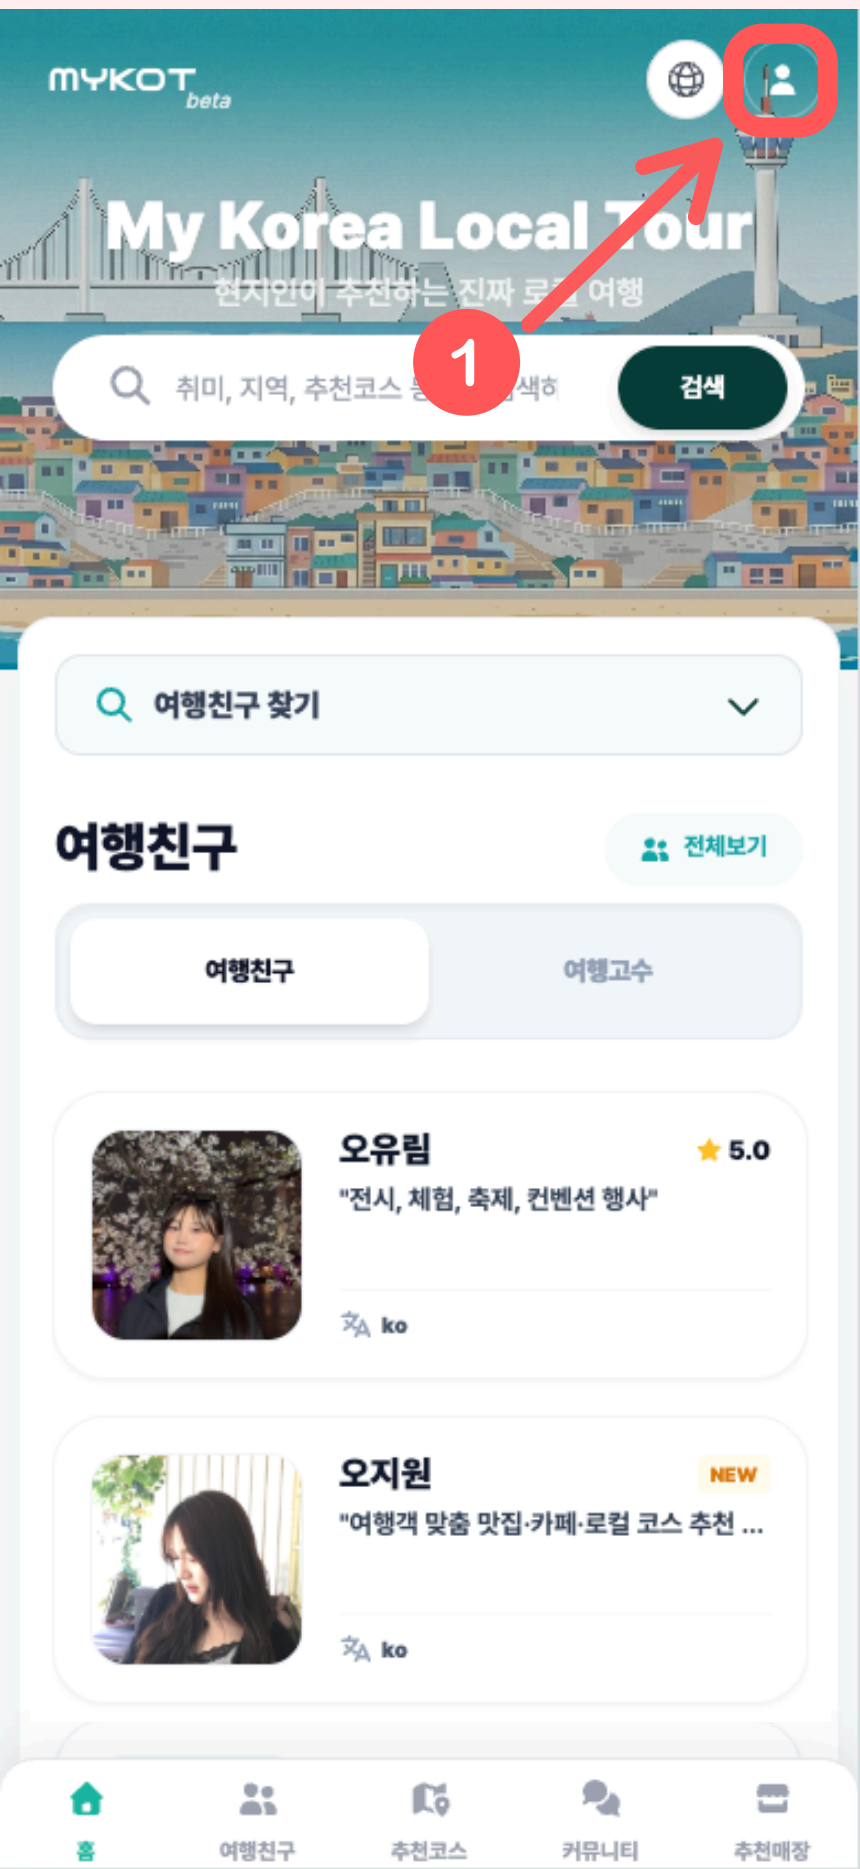 MYKOT
beta
My Korea Local Tour
현지인이 추천하는 진짜 로컬 여행
1
취미, 지역, 추천코스
검색
여행친구 찾기
여행친구
전체보기
여행친구
여행고수
오유림
5.0
"전시, 체험, 축제, 컨벤션 행사"
ko
오지원
NEW
"여행객 맞춤 맛집·카페·로컬 코스 추천 ...
ko
홈
여행친구
추천코스
커뮤니티
추천매장